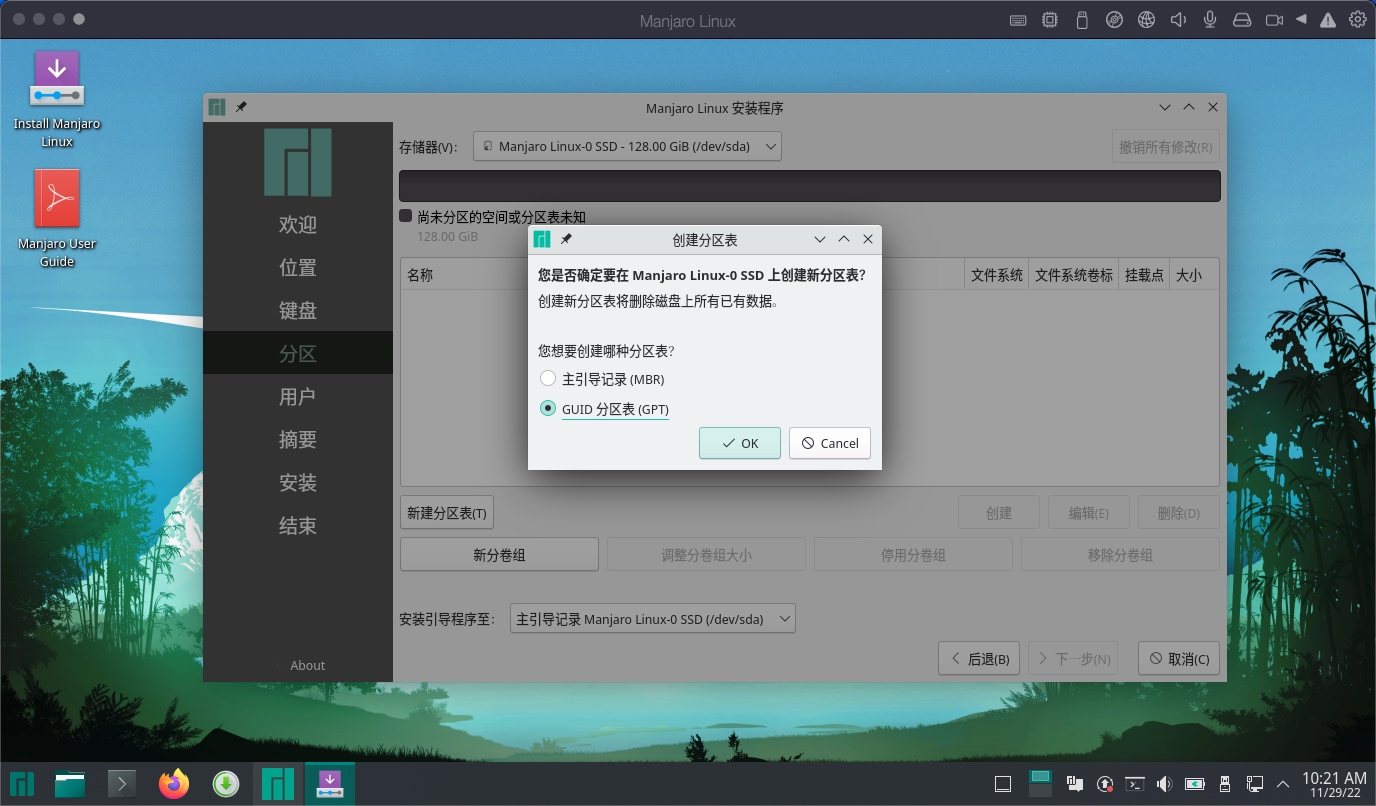 Manjaro Linux
Install Manjaro
Linux
Manjaro User
Guide
Manjaro Linux 安装程序
欢迎
位置
键盘
分区
用户
摘要
安装
结束
About
存储器(V):
Manjaro Linux-0 SSD - 128.00 GiB (/dev/sda)
撤销所有修改(R)
尚未分区的空间或分区表未知
128.00 GiB
名称
文件系统
文件系统卷标
挂载点
大小
创建分区表
您是否确定要在 Manjaro Linux-0 SSD 上创建新分区表?
创建新分区表将删除磁盘上所有已有数据。
您想要创建哪种分区表?
主引导记录 (MBR)
GUID 分区表 (GPT)
OK
Cancel
新建分区表(T)
创建
编辑(E)
删除(D)
新分卷组
调整分卷组大小
停用分卷组
移除分卷组
安装引导程序至:
主引导记录 Manjaro Linux-0 SSD (/dev/sda)
后退(B)
下一步(N)
取消(C)
10:21 AM
11/29/22